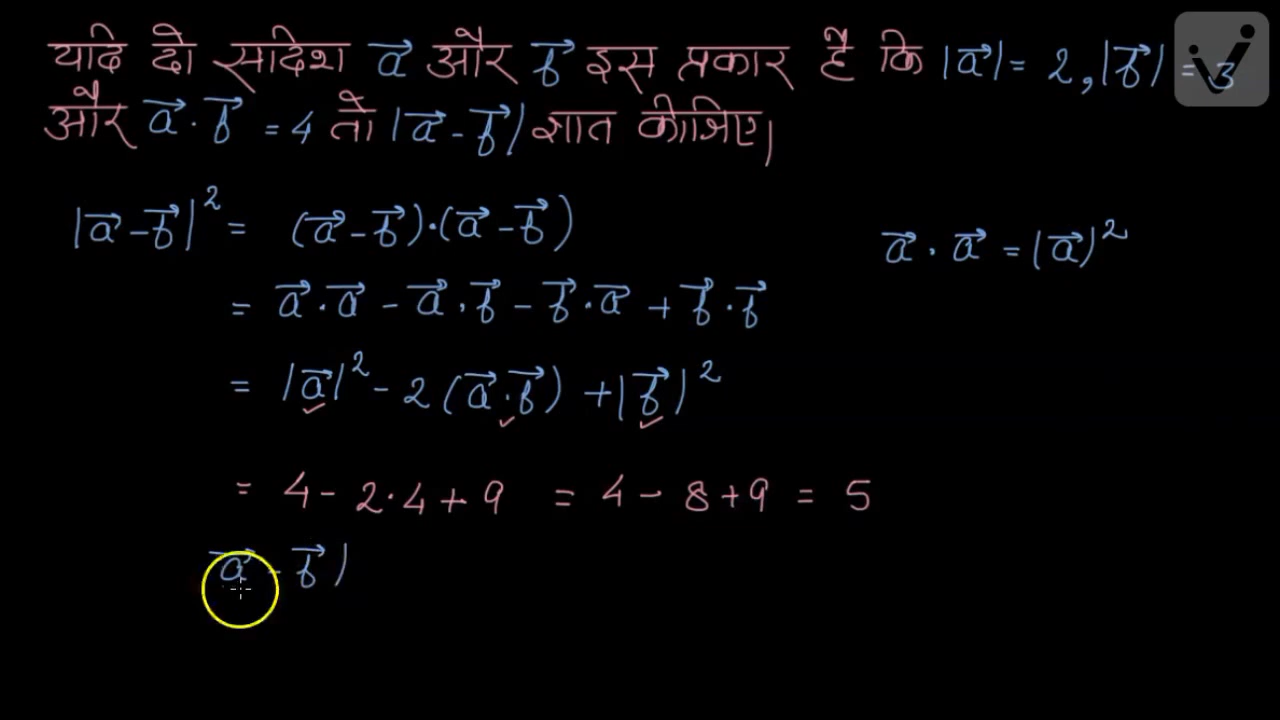 यदि दो सदिश a⃗ और b⃗ इस प्रकार है कि |a⃗| = 2, |b⃗| = 3
और a⃗ · b⃗ = 4 तो |a⃗ - b⃗| ज्ञात कीजिए।
|a⃗ - b⃗|² = (a⃗ - b⃗)·(a⃗ - b⃗)
a⃗ · a⃗ = |a⃗|²
= a⃗ · a⃗ - a⃗ · b⃗ - b⃗ · a⃗ + b⃗ · b⃗
= |a⃗|² - 2 (a⃗ · b⃗) + |b⃗|²
= 4 - 2·4 + 9 = 4 - 8 + 9 = 5
a⃗ - b⃗|